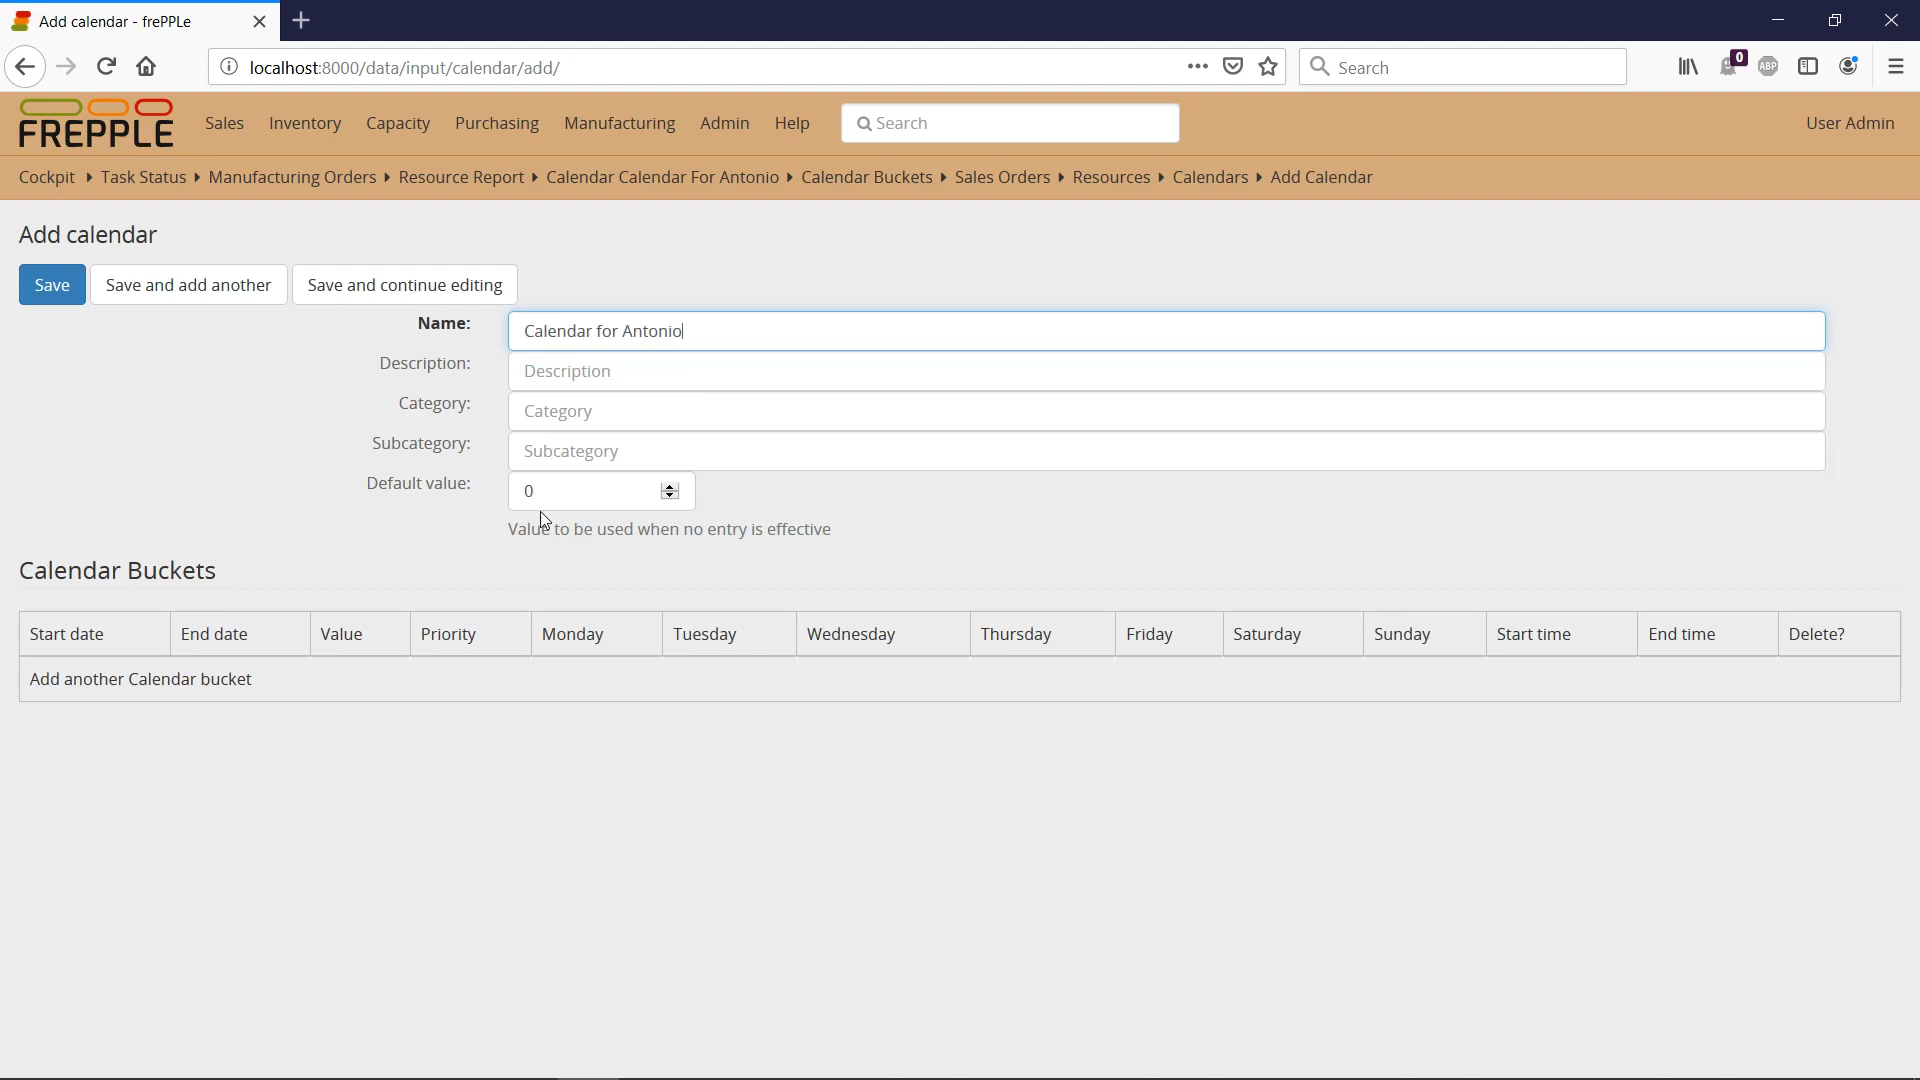 Add calendar - frePPLe
localhost:8000/data/input/calendar/add/
Search
0
ABP
FREPPLE
Sales Inventory Capacity Purchasing Manufacturing Admin Help Search User Admin
Cockpit Task Status Manufacturing Orders Resource Report Calendar Calendar For Antonio Calendar Buckets Sales Orders Resources Calendars Add Calendar
Add calendar
Save Save and add another Save and continue editing
Name: Calendar for Antonio
Description: Description
Category: Category
Subcategory: Subcategory
Default value: 0
Value to be used when no entry is effective
Calendar Buckets
Start date End date Value Priority Monday Tuesday Wednesday Thursday Friday Saturday Sunday Start time End time Delete?
Add another Calendar bucket